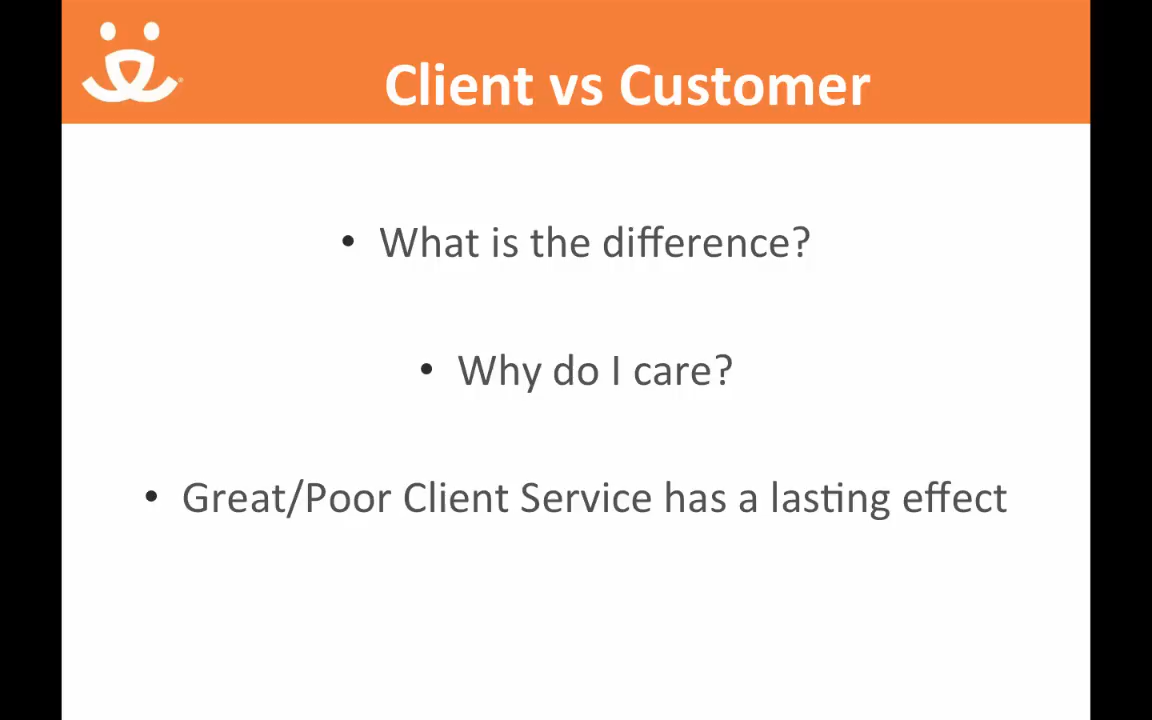 Client vs Customer
• What is the difference?
• Why do I care?
• Great/Poor Client Service has a lasting effect